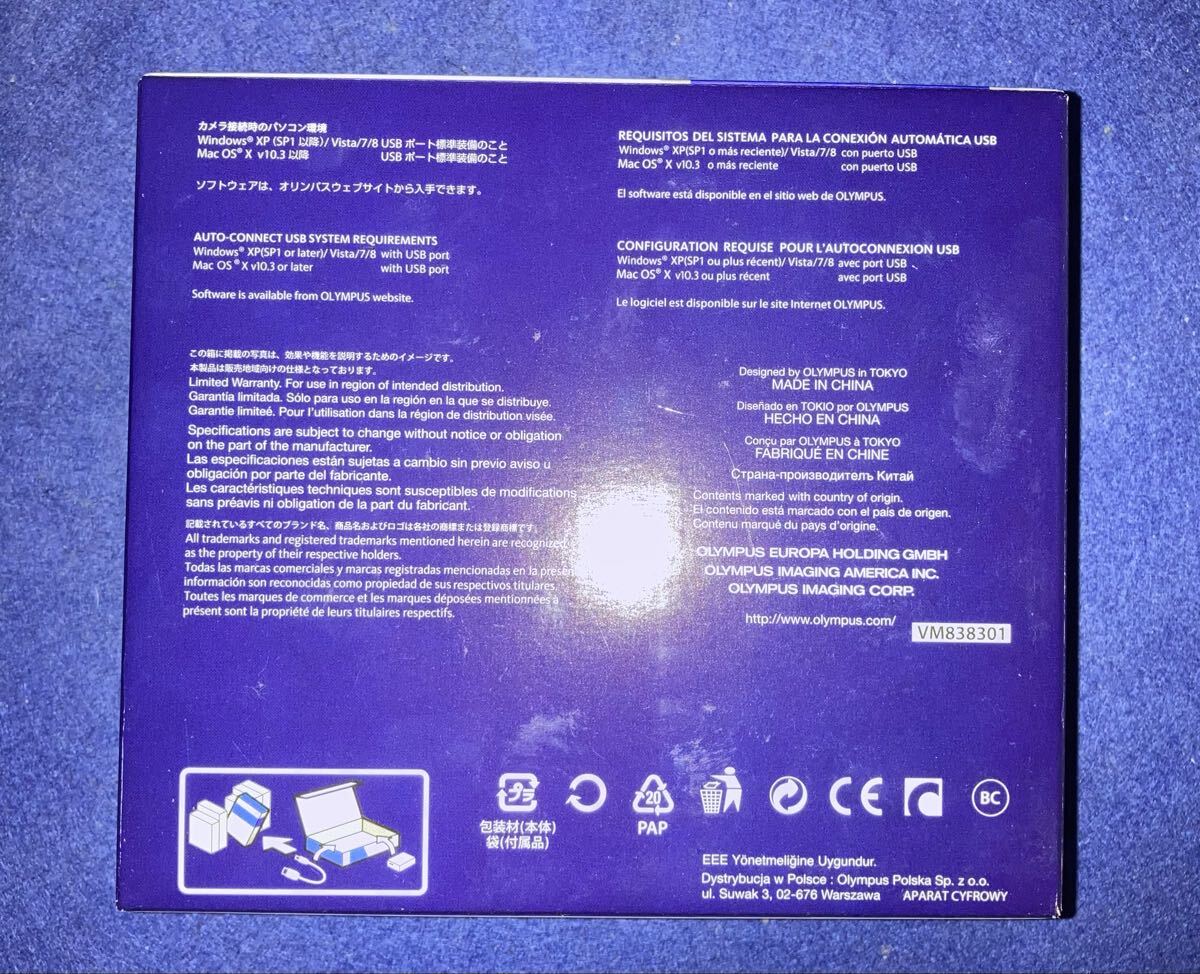 カメラ接続時のパソコン環境
Windows® XP (SP1 以降)/ Vista/7/8 USB ポート標準装備のこと
Mac OS® X v10.3 以降 USB ポート標準装備のこと
ソフトウェアは、オリンパスウェブサイトから入手できます。
AUTO-CONNECT USB SYSTEM REQUIREMENTS
Windows® XP(SP1 or later)/ Vista/7/8 with USB port
Mac OS® X v10.3 or later with USB port
Software is available from OLYMPUS website.
REQUISITOS DEL SISTEMA PARA LA CONEXIÓN AUTOMÁTICA USB
Windows® XP(SP1 o más reciente)/ Vista/7/8 con puerto USB
Mac OS® X v10.3 o más reciente con puerto USB
El software está disponible en el sitio web de OLYMPUS.
CONFIGURATION REQUISE POUR L'AUTOCONNEXION USB
Windows® XP(SP1 ou plus récent)/ Vista/7/8 avec port USB
Mac OS® X v10.3 ou plus récent avec port USB
Le logiciel est disponible sur le site Internet OLYMPUS.
この箱に掲載の写真は、効果や機能を説明するためのイメージです。
本製品は販売地域向けの仕様となっております。
Limited Warranty. For use in region of intended distribution.
Garantía limitada. Sólo para uso en la región en la que se distribuye.
Garantie limiteé. Pour l'utilisation dans la région de distribution visée.
Specifications are subject to change without notice or obligation
on the part of the manufacturer.
Las especificaciones están sujetas a cambio sin previo aviso u
obligación por parte del fabricante.
Les caractéristiques techniques sont susceptibles de modifications
sans préavis ni obligation de la part du fabricant.
記載されているすべてのブランド名、商品名およびロゴは各社の商標または登録商標です。
All trademarks and registered trademarks mentioned herein are recognized
as the property of their respective holders.
Todas las marcas comerciales y marcas registradas mencionadas en la presen
información son reconocidas como propiedad de sus respectivos titulares.
Toutes les marques de commerce et les marques déposées mentionnées à
présent sont la propriété de leurs titulaires respectifs.
Designed by OLYMPUS in TOKYO
MADE IN CHINA
Diseñado en TOKIO por OLYMPUS
HECHO EN CHINA
Conçu par OLYMPUS à TOKYO
FABRIQUÉ EN CHINE
Страна-производитель Китай
Contents marked with country of origin.
El contenido está marcado con el país de origen.
Contenu marqué du pays d'origine.
OLYMPUS EUROPA HOLDING GMBH
OLYMPUS IMAGING AMERICA INC.
OLYMPUS IMAGING CORP.
http://www.olympus.com/
VM838301
プラ
包装材(本体)
袋(付属品)
20
PAP
CE
BC
EEE Yönetmeliğine Uygundur.
Dystrybucja w Polsce : Olympus Polska Sp. z o.o.
ul. Suwak 3, 02-676 Warszawa APARAT CYFROWY